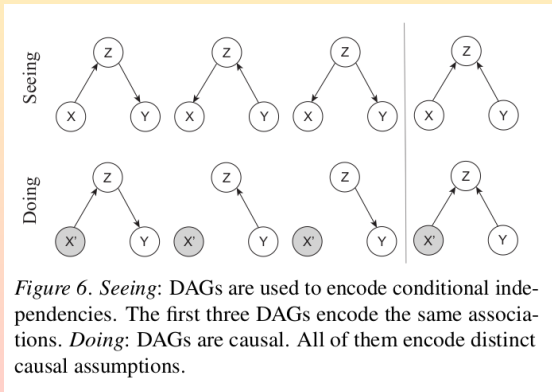 Seeing
Z Z Z Z
X Y X Y X Y X Y
Doing
Z Z Z Z
X' Y X' Y X' Y X' Y
Figure 6. Seeing: DAGs are used to encode conditional inde-
pendencies. The first three DAGs encode the same associa-
tions. Doing: DAGs are causal. All of them encode distinct
causal assumptions.